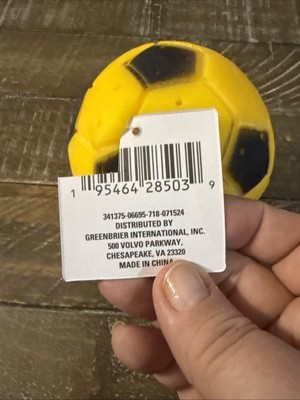 1 95464 28503 9
341375-06695-718-071524
DISTRIBUTED BY
GREENBRIER INTERNATIONAL, INC.
500 VOLVO PARKWAY,
CHESAPEAKE, VA 23320
MADE IN CHINA